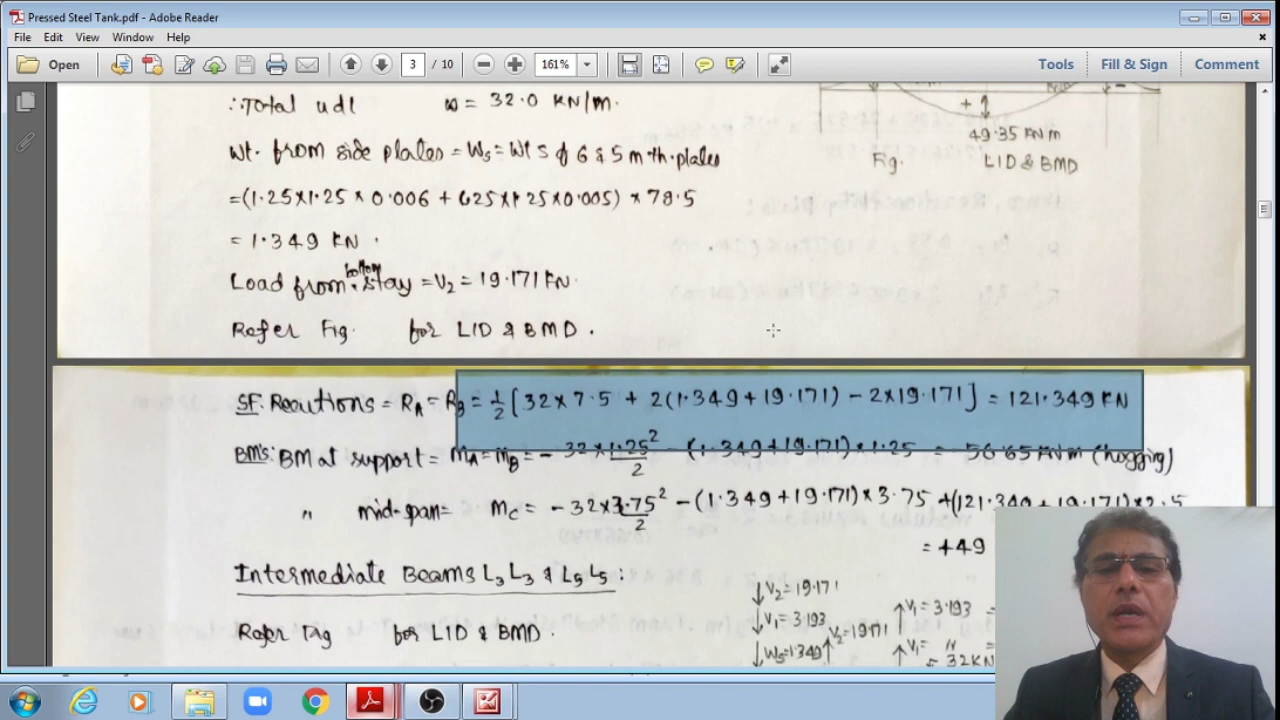 Pressed Steel Tank.pdf - Adobe Reader
File Edit View Window Help
Open 3 / 10 161% Tools Fill & Sign Comment
∴Total udl w = 32.0 KN/m.
+ 49.35 KN m
Wt. from side plates = Ws = Wt s of 6 & 5 m th. plates
Fig. LID & BMD
=(1.25×1.25 × 0.006 + 625×1.25×0.005) × 78.5
= 1.349 KN.
Load from bottom stay = V2 = 19.171 KN.
Refer Fig for LID & BMD.
SF. Reactions = RA = RB = 1/2 [32×7.5 + 2(1.349+19.171) - 2×19.171] = 121.349 KN
BM's: BM at support = MA = MB = - 32×1.25²/2 - (1.349+19.171)×1.25 = 56.65 KN m (hogging)
" mid-span = MC = - 32×3.75²/2 - (1.349+19.171)×3.75 +(121.349+19.171)×2.5
= +49
Intermediate Beams L3 L3 & L5 L5:
V2=19.171
V1=3.193 V1=3.193
Refer Fig for LID & BMD. V2=19.171 V1= "
Ws=1.349 = 32KN